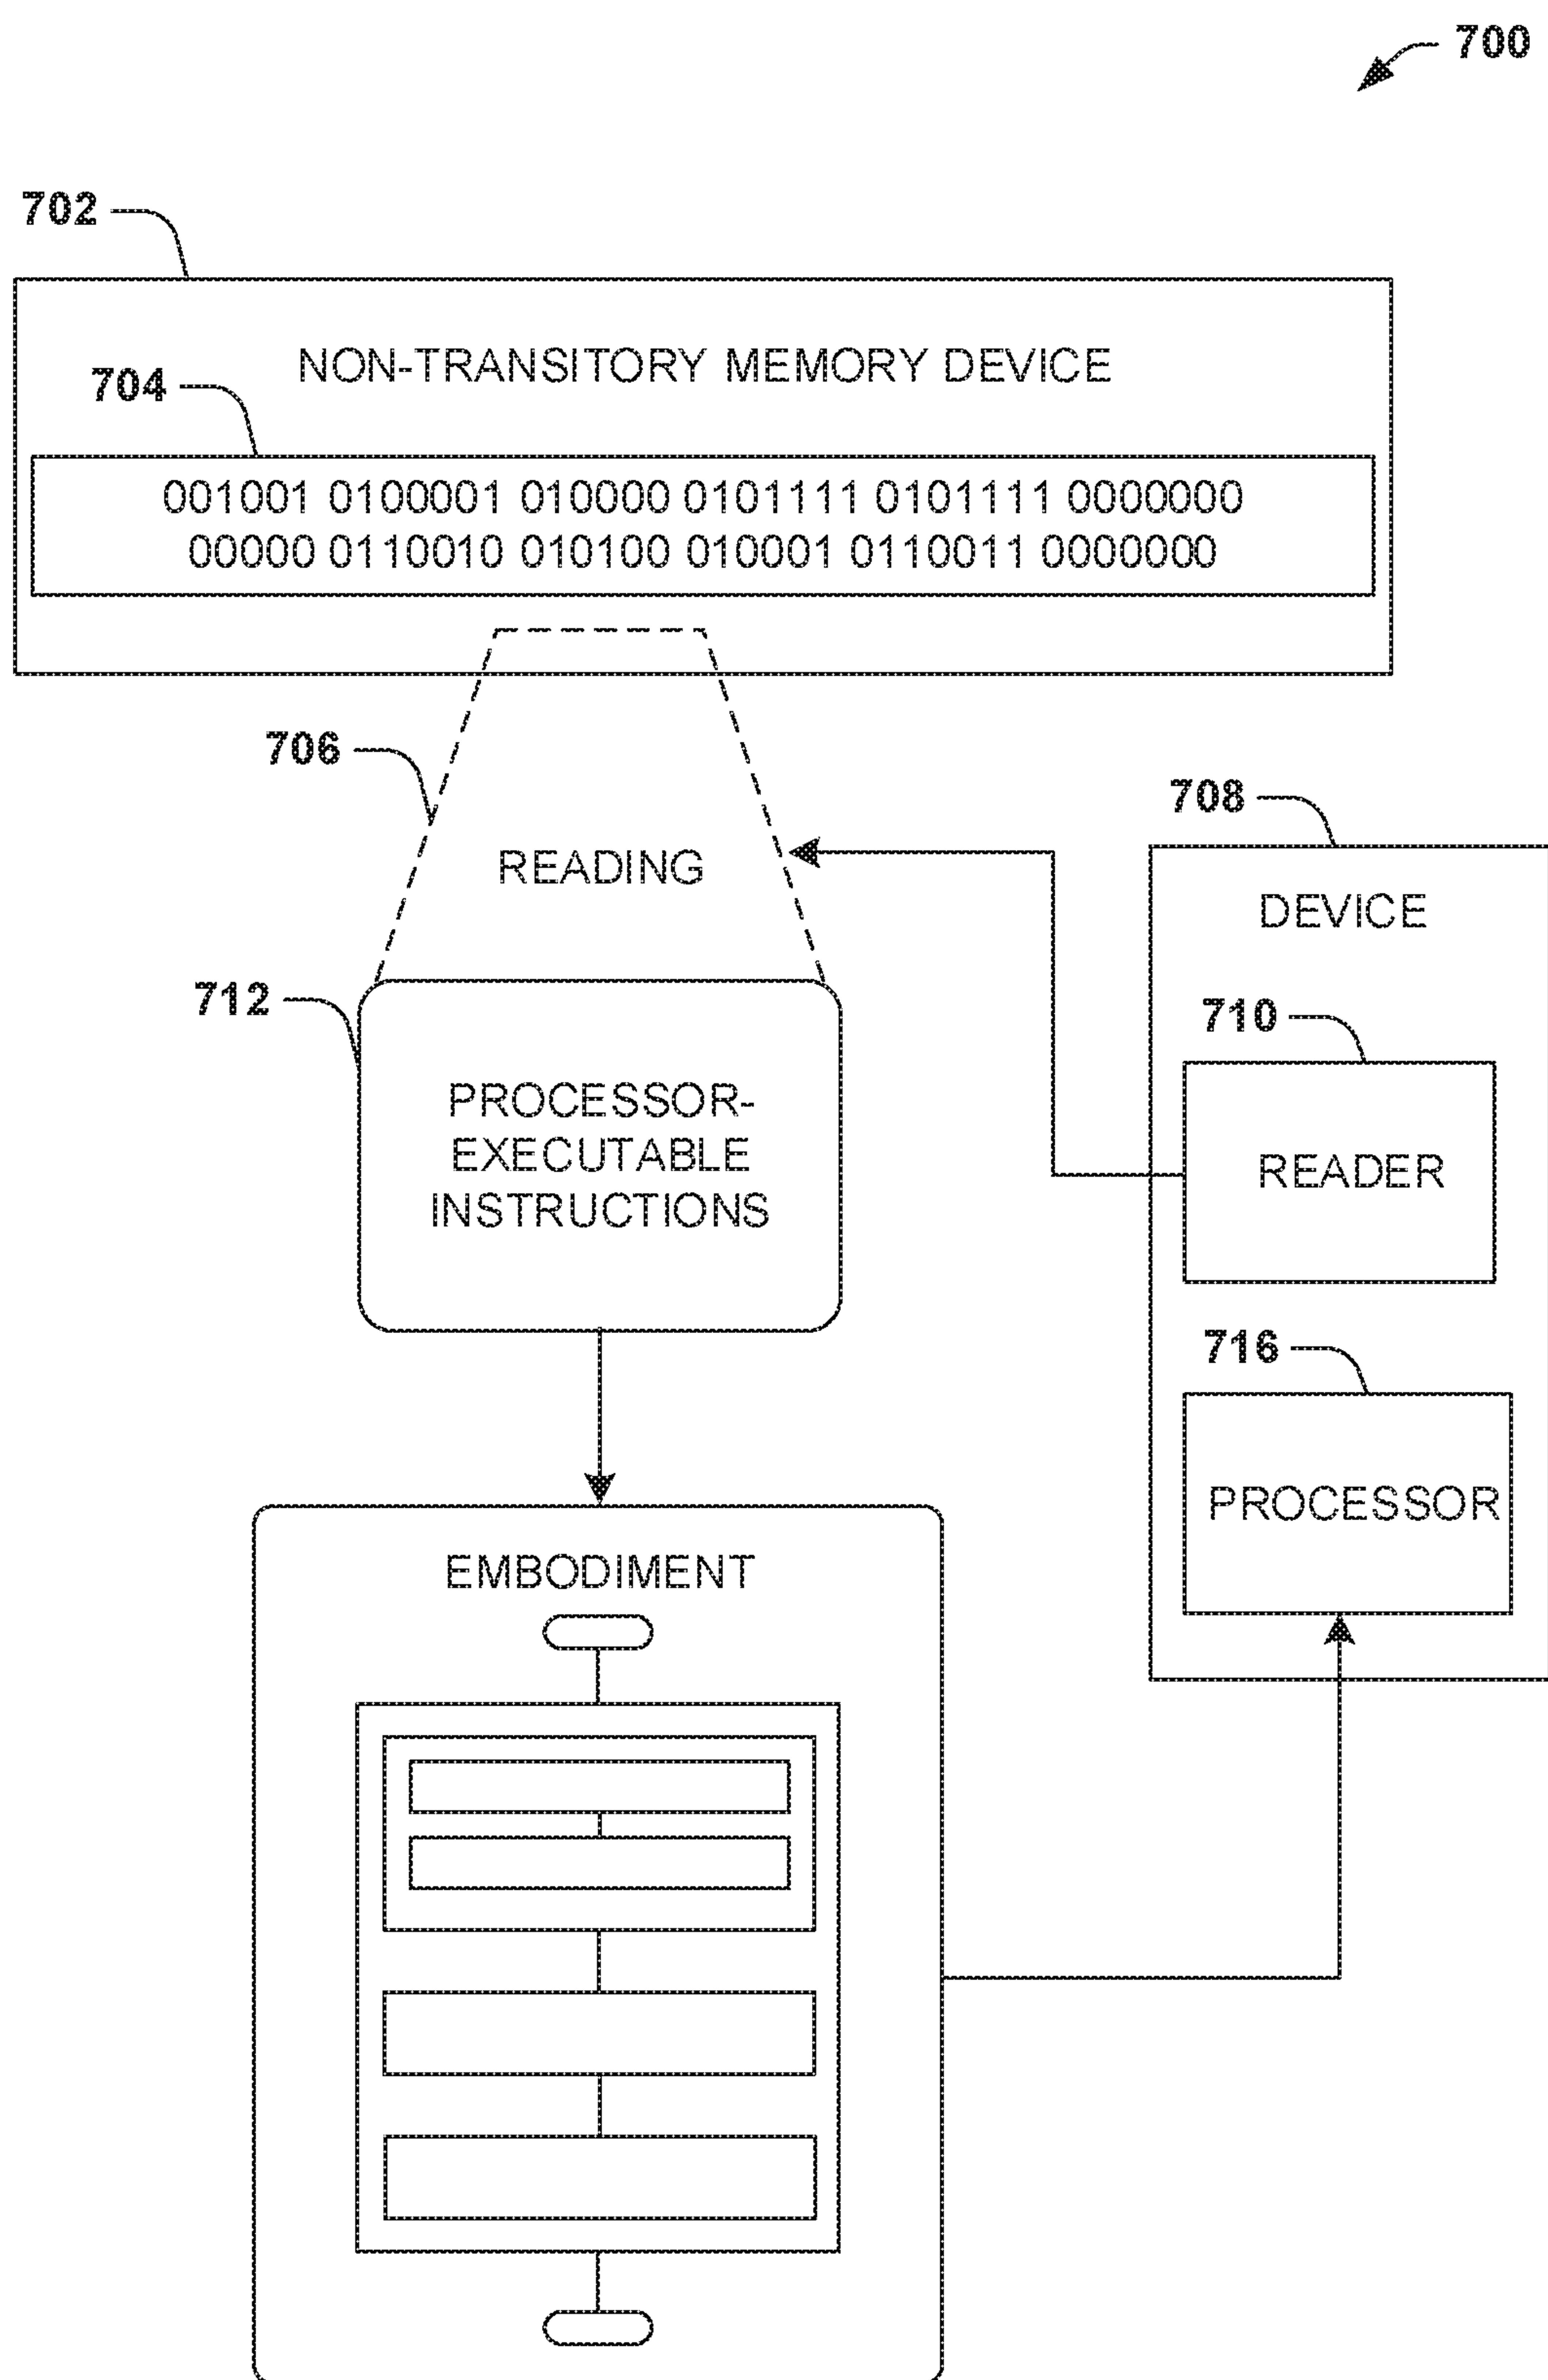 700
702
NON-TRANSITORY MEMORY DEVICE
704
001001 0100001 010000 0101111 0101111 0000000
00000 0110010 010100 010001 0110011 0000000
706
READING
708
DEVICE
710
READER
712
PROCESSOR-
EXECUTABLE
INSTRUCTIONS
716
PROCESSOR
EMBODIMENT